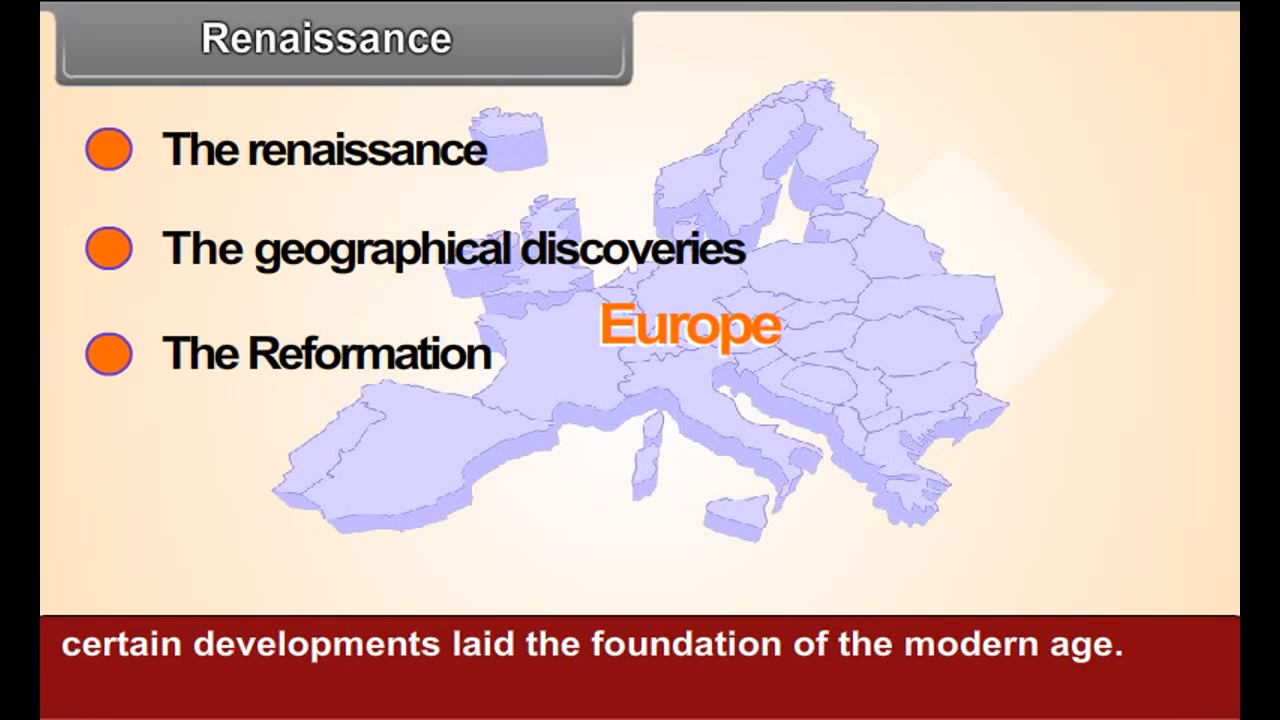 Renaissance
The renaissance
The geographical discoveries
Europe
The Reformation
certain developments laid the foundation of the modern age.